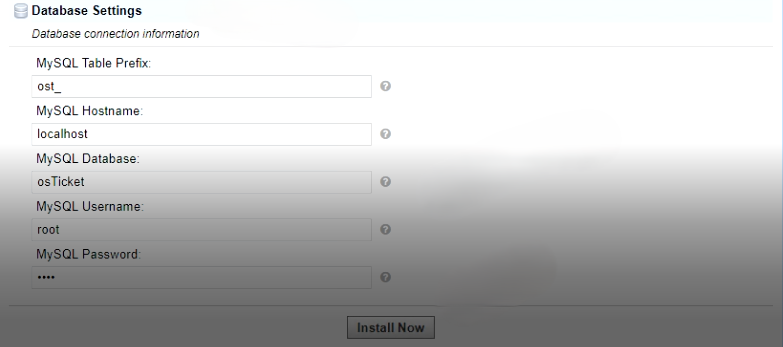 Database Settings
Database connection information
MySQL Table Prefix:
ost_
MySQL Hostname:
localhost
MySQL Database:
osTicket
MySQL Username:
root
MySQL Password:
••••
Install Now